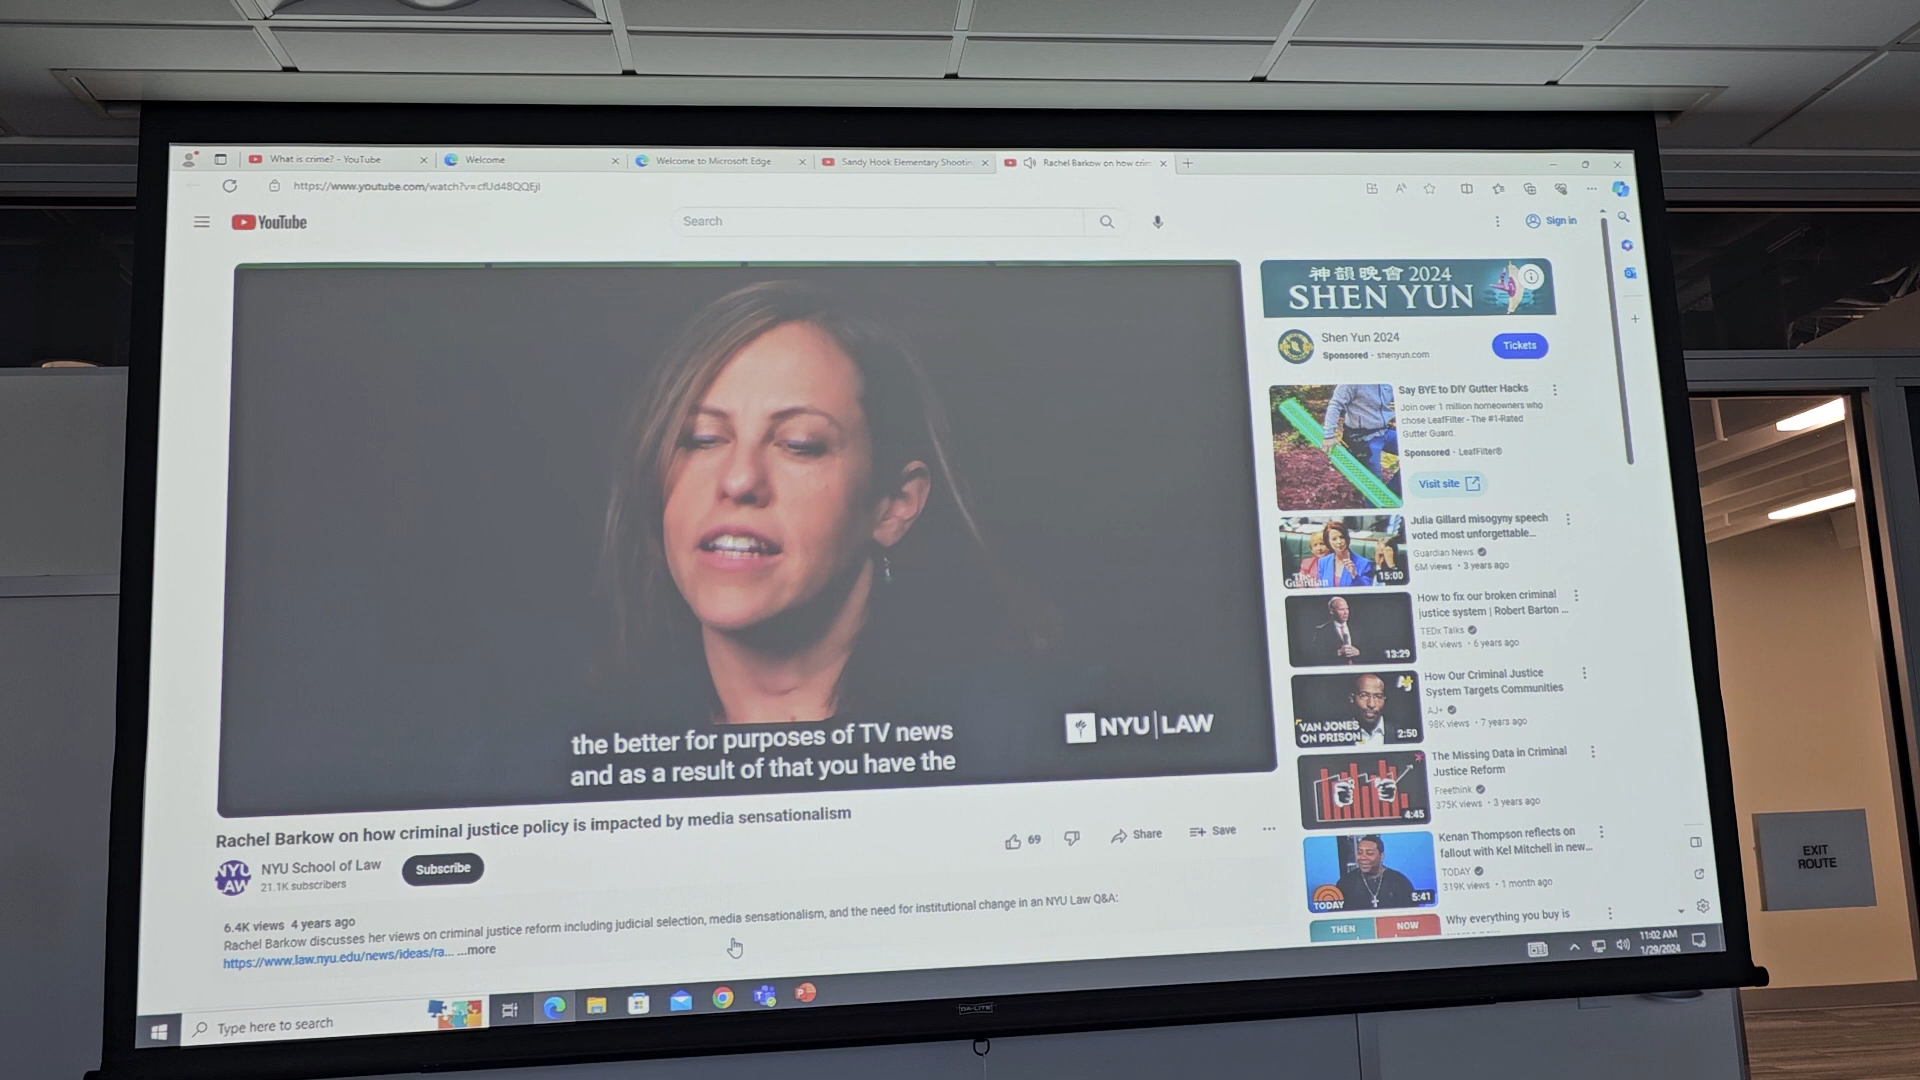 What is crime? - YouTube
Welcome
Welcome to Microsoft Edge
Sandy Hook Elementary Shootin
Rachel Barkow on how crim
https://www.youtube.com/watch?v=cfUd48QQEjI
YouTube
Search
Sign in
神韻晚會 2024
SHEN YUN
Shen Yun 2024
Sponsored · shenyun.com
Tickets
Say BYE to DIY Gutter Hacks
Join over 1 million homeowners who
chose LeafFilter - The #1-Rated
Gutter Guard.
Sponsored · LeafFilter®
Visit site
Julia Gillard misogyny speech
voted most unforgettable...
Guardian News
6M views • 3 years ago
The Guardian
15:00
How to fix our broken criminal
justice system | Robert Barton ...
TEDx Talks
84K views • 6 years ago
13:29
How Our Criminal Justice
System Targets Communities
AJ+
98K views • 7 years ago
VAN JONES
ON PRISON
2:50
The Missing Data in Criminal
Justice Reform
Freethink
375K views • 3 years ago
4:45
Kenan Thompson reflects on
fallout with Kel Mitchell in new...
TODAY
319K views • 1 month ago
TODAY
5:41
THEN
NOW
Why everything you buy is
the better for purposes of TV news
and as a result of that you have the
NYU LAW
Rachel Barkow on how criminal justice policy is impacted by media sensationalism
NYU LAW
NYU School of Law
21.1K subscribers
Subscribe
69
Share
Save
6.4K views 4 years ago
Rachel Barkow discusses her views on criminal justice reform including judicial selection, media sensationalism, and the need for institutional change in an NYU Law Q&A:
https://www.law.nyu.edu/news/ideas/ra... ...more
Type here to search
11:02 AM
1/29/2024
DA-LITE
EXIT
ROUTE